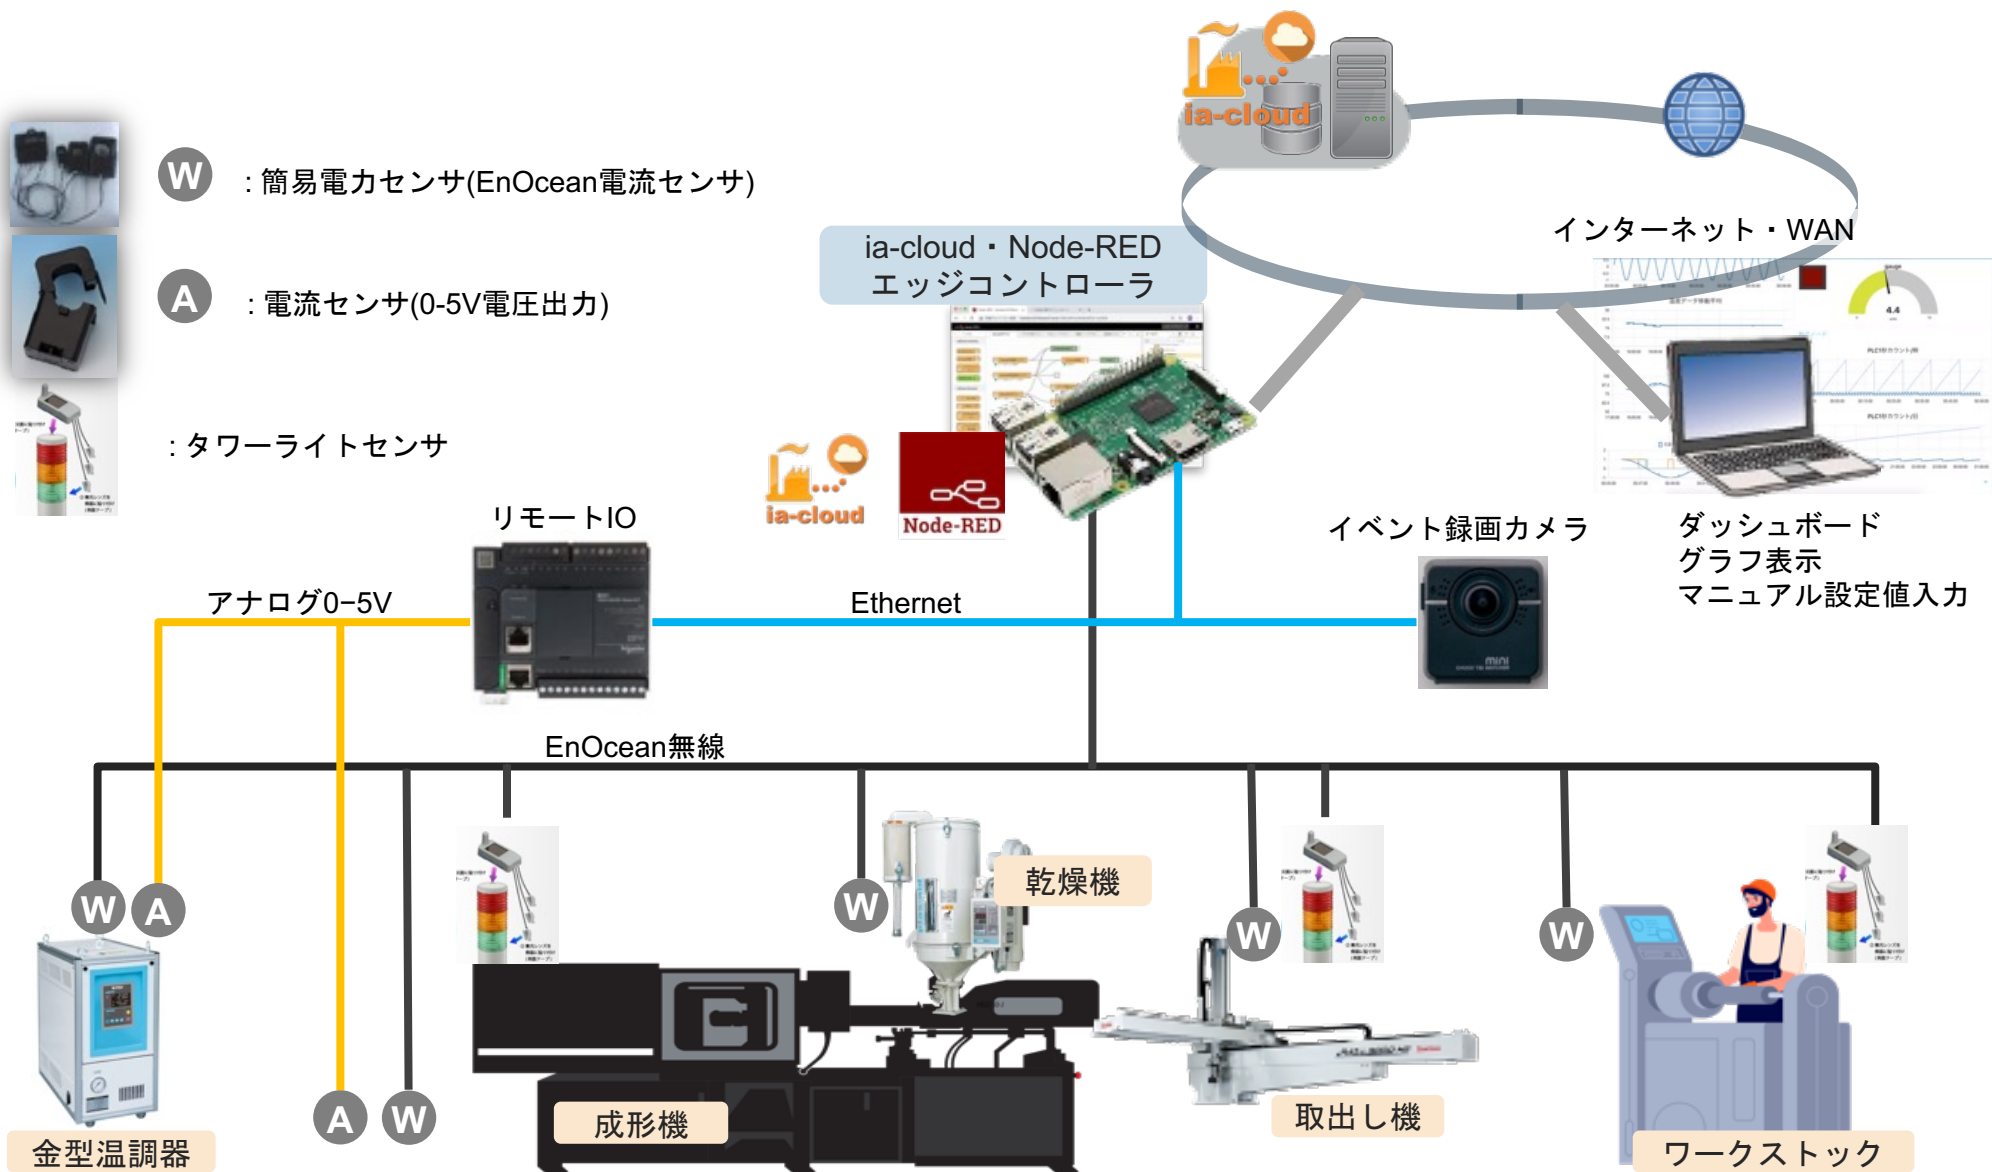 ia-cloud
W
: 簡易電力センサ(EnOcean電流センサ)
インターネット・WAN
ia-cloud・Node-RED
エッジコントローラ
A
: 電流センサ(0-5V電圧出力)
4.4
: タワーライトセンサ
ia-cloud
Node-RED
リモートIO
イベント録画カメラ
ダッシュボード
グラフ表示
マニュアル設定値入力
アナログ0−5V
Ethernet
mini
EnOcean無線
乾燥機
W
A
W
W
W
A
W
成形機
取出し機
金型温調器
ワークストック